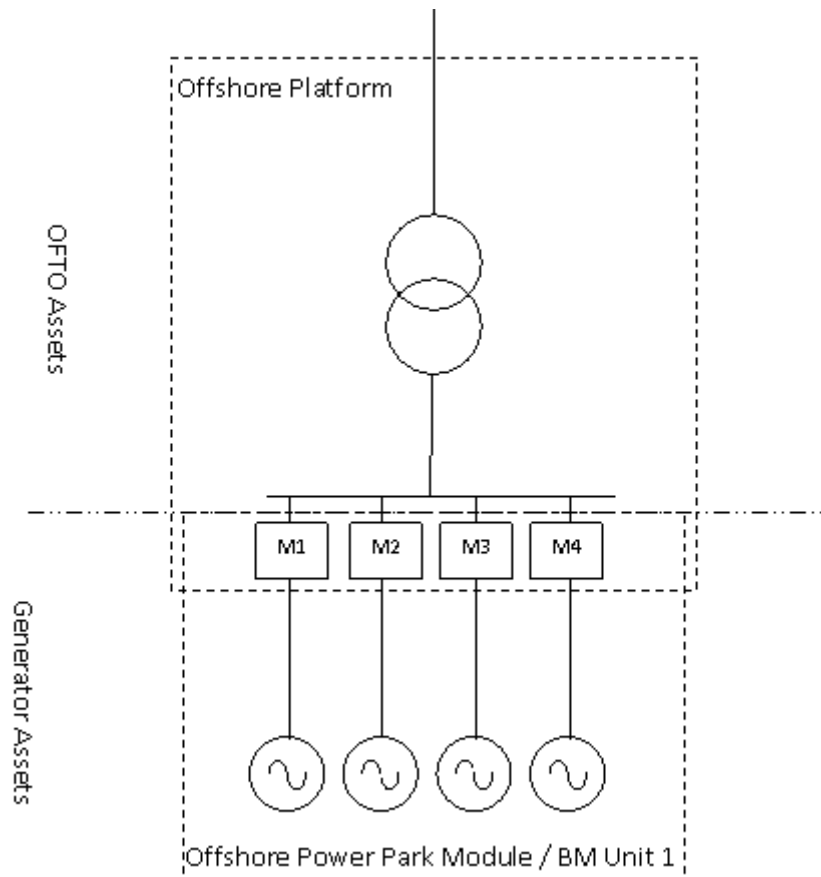 Offshore Platform
OFTO Assets
M1 M2 M3 M4
Generator Assets
Offshore Power Park Module / BM Unit 1